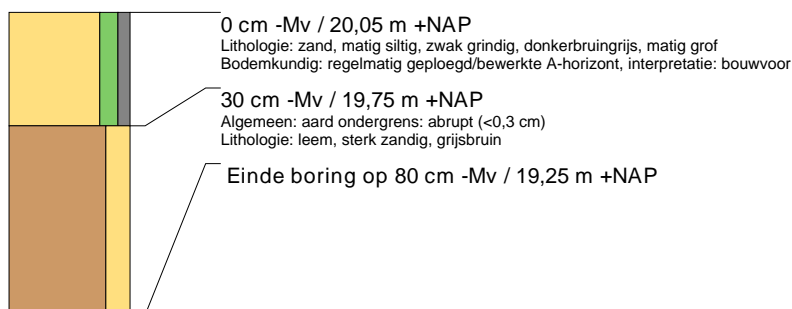 0 cm -Mv / 20,05 m +NAP
Lithologie: zand, matig siltig, zwak grindig, donkerbruingrijs, matig grof
Bodemkundig: regelmatig geploegd/bewerkte A-horizont, interpretatie: bouwvoor
30 cm -Mv / 19,75 m +NAP
Algemeen: aard ondergrens: abrupt (<0,3 cm)
Lithologie: leem, sterk zandig, grijsbruin
Einde boring op 80 cm -Mv / 19,25 m +NAP